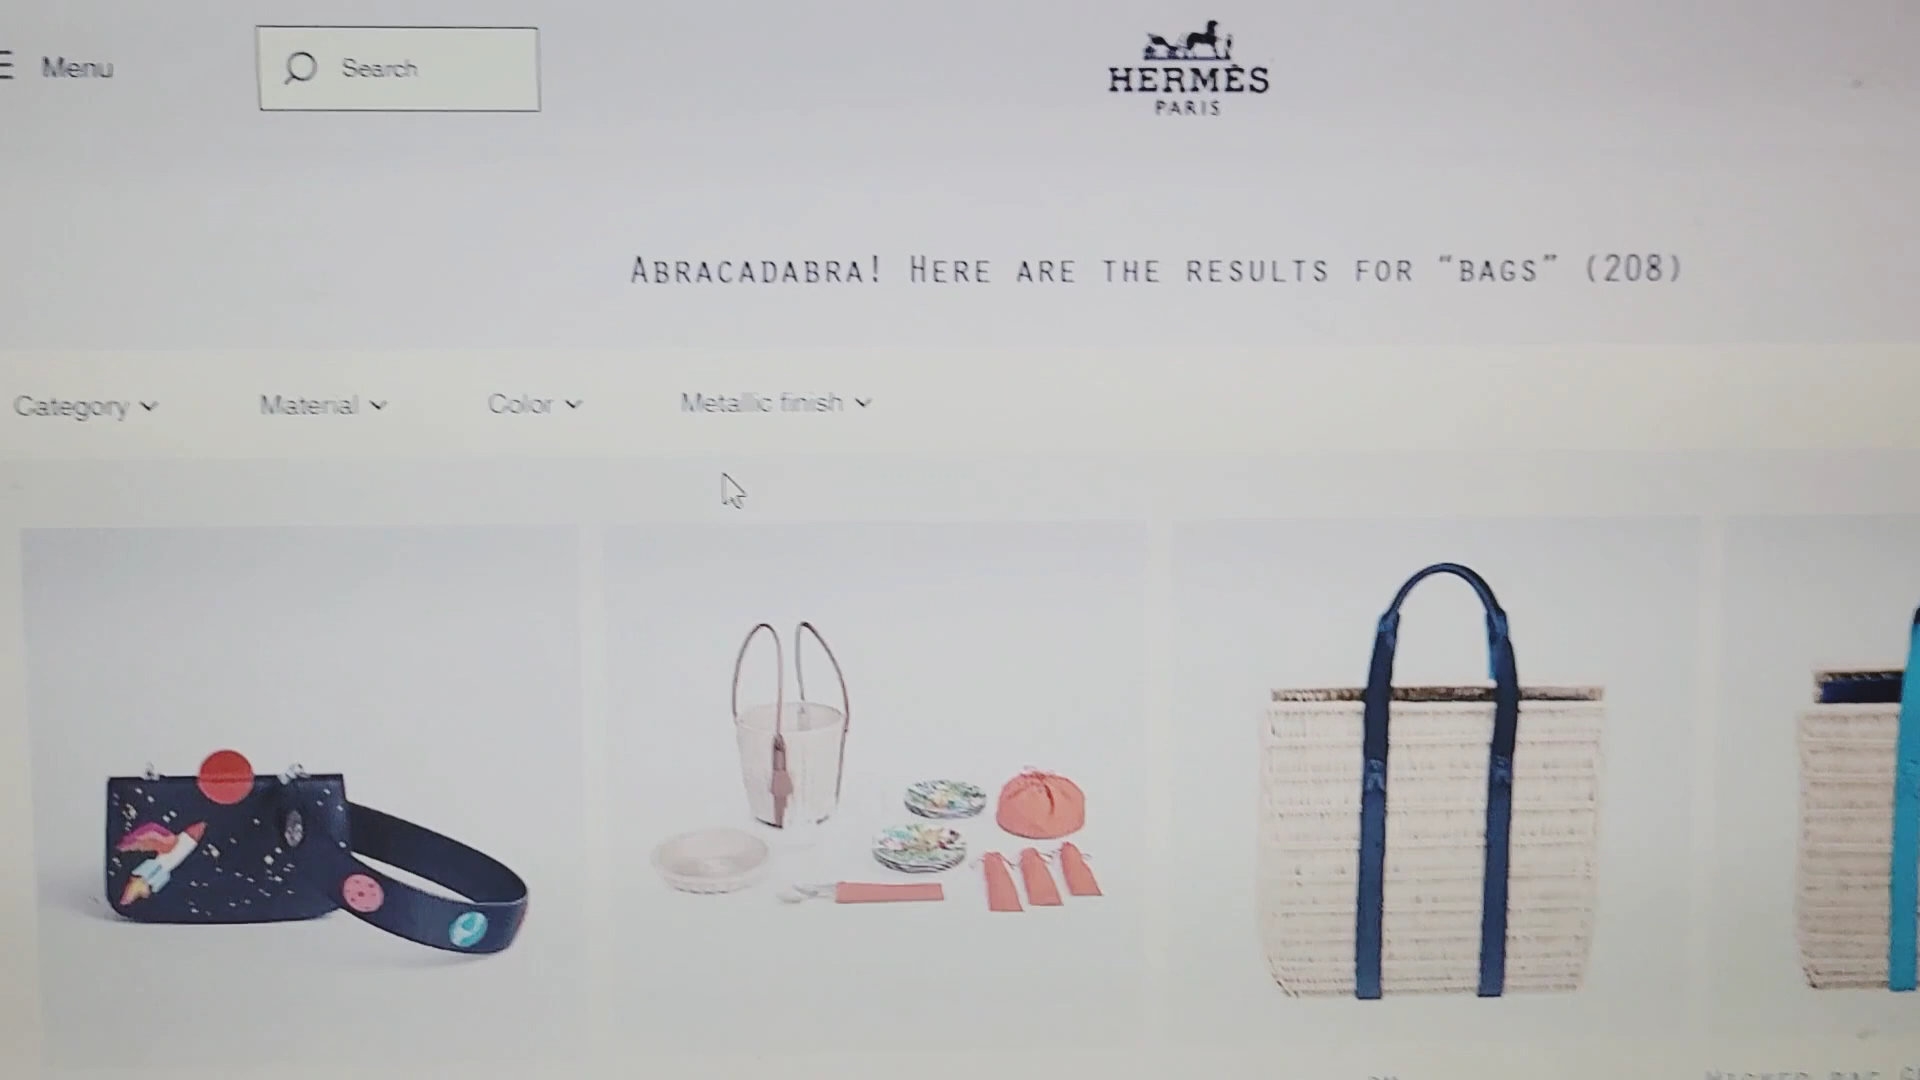 Menu
Search
HERMÈS
PARIS
ABRACADABRA! HERE ARE THE RESULTS FOR “BAGS” (208)
Category
Material
Color
Metallic finish